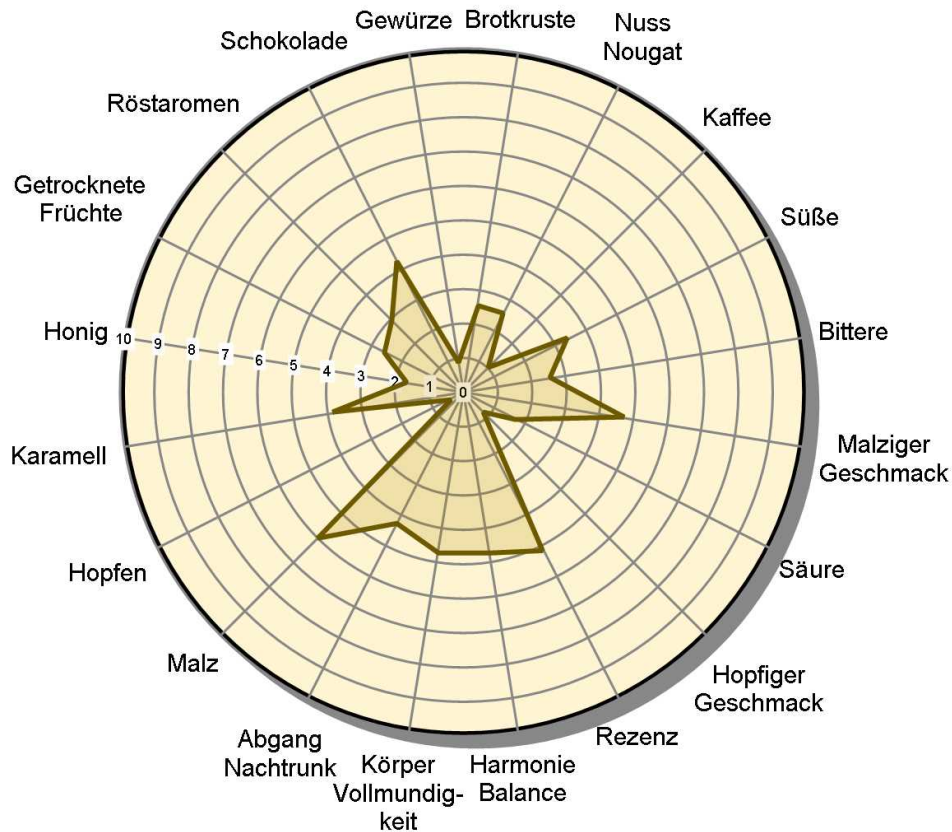 Gewürze
Brotkruste
Nuss
Nougat
Kaffee
Süße
Bittere
Malziger
Geschmack
Säure
Hopfiger
Geschmack
Rezenz
Harmonie
Balance
Körper
Vollmundig-
keit
Abgang
Nachtrunk
Malz
Hopfen
Karamell
Honig
Getrocknete
Früchte
Röstaromen
Schokolade
10 9 8 7 6 5 4 3 2 1 0